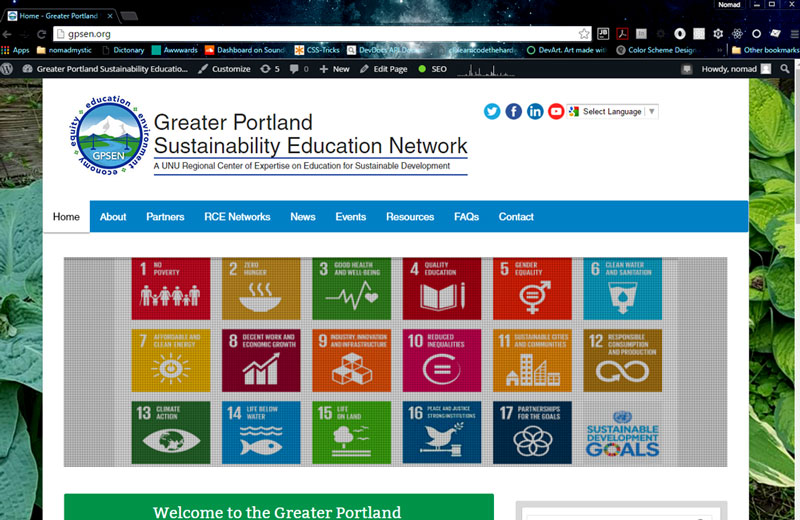 Nomad
Home - Greater Portland
gpsen.org
Apps nomadmystic Dictonary Awwwards Dashboard on Soun CSS-Tricks DevDocs API Do learncodethehard DevArt. Art made with Color Scheme Design Other bookmarks
Greater Portland Sustainability Educatio... Customize 5 0 New Edit Page SEO Howdy, nomad
equity education environment economy
GPSEN
Greater Portland
Sustainability Education Network
A UNU Regional Center of Expertise on Education for Sustainable Development
Select Language
Home About Partners RCE Networks News Events Resources FAQs Contact
1 NO POVERTY
2 ZERO HUNGER
3 GOOD HEALTH AND WELL-BEING
4 QUALITY EDUCATION
5 GENDER EQUALITY
6 CLEAN WATER AND SANITATION
7 AFFORDABLE AND CLEAN ENERGY
8 DECENT WORK AND ECONOMIC GROWTH
9 INDUSTRY, INNOVATION AND INFRASTRUCTURE
10 REDUCED INEQUALITIES
11 SUSTAINABLE CITIES AND COMMUNITIES
12 RESPONSIBLE CONSUMPTION AND PRODUCTION
13 CLIMATE ACTION
14 LIFE BELOW WATER
15 LIFE ON LAND
16 PEACE AND JUSTICE STRONG INSTITUTIONS
17 PARTNERSHIPS FOR THE GOALS
SUSTAINABLE
DEVELOPMENT
GOALS
Welcome to the Greater Portland